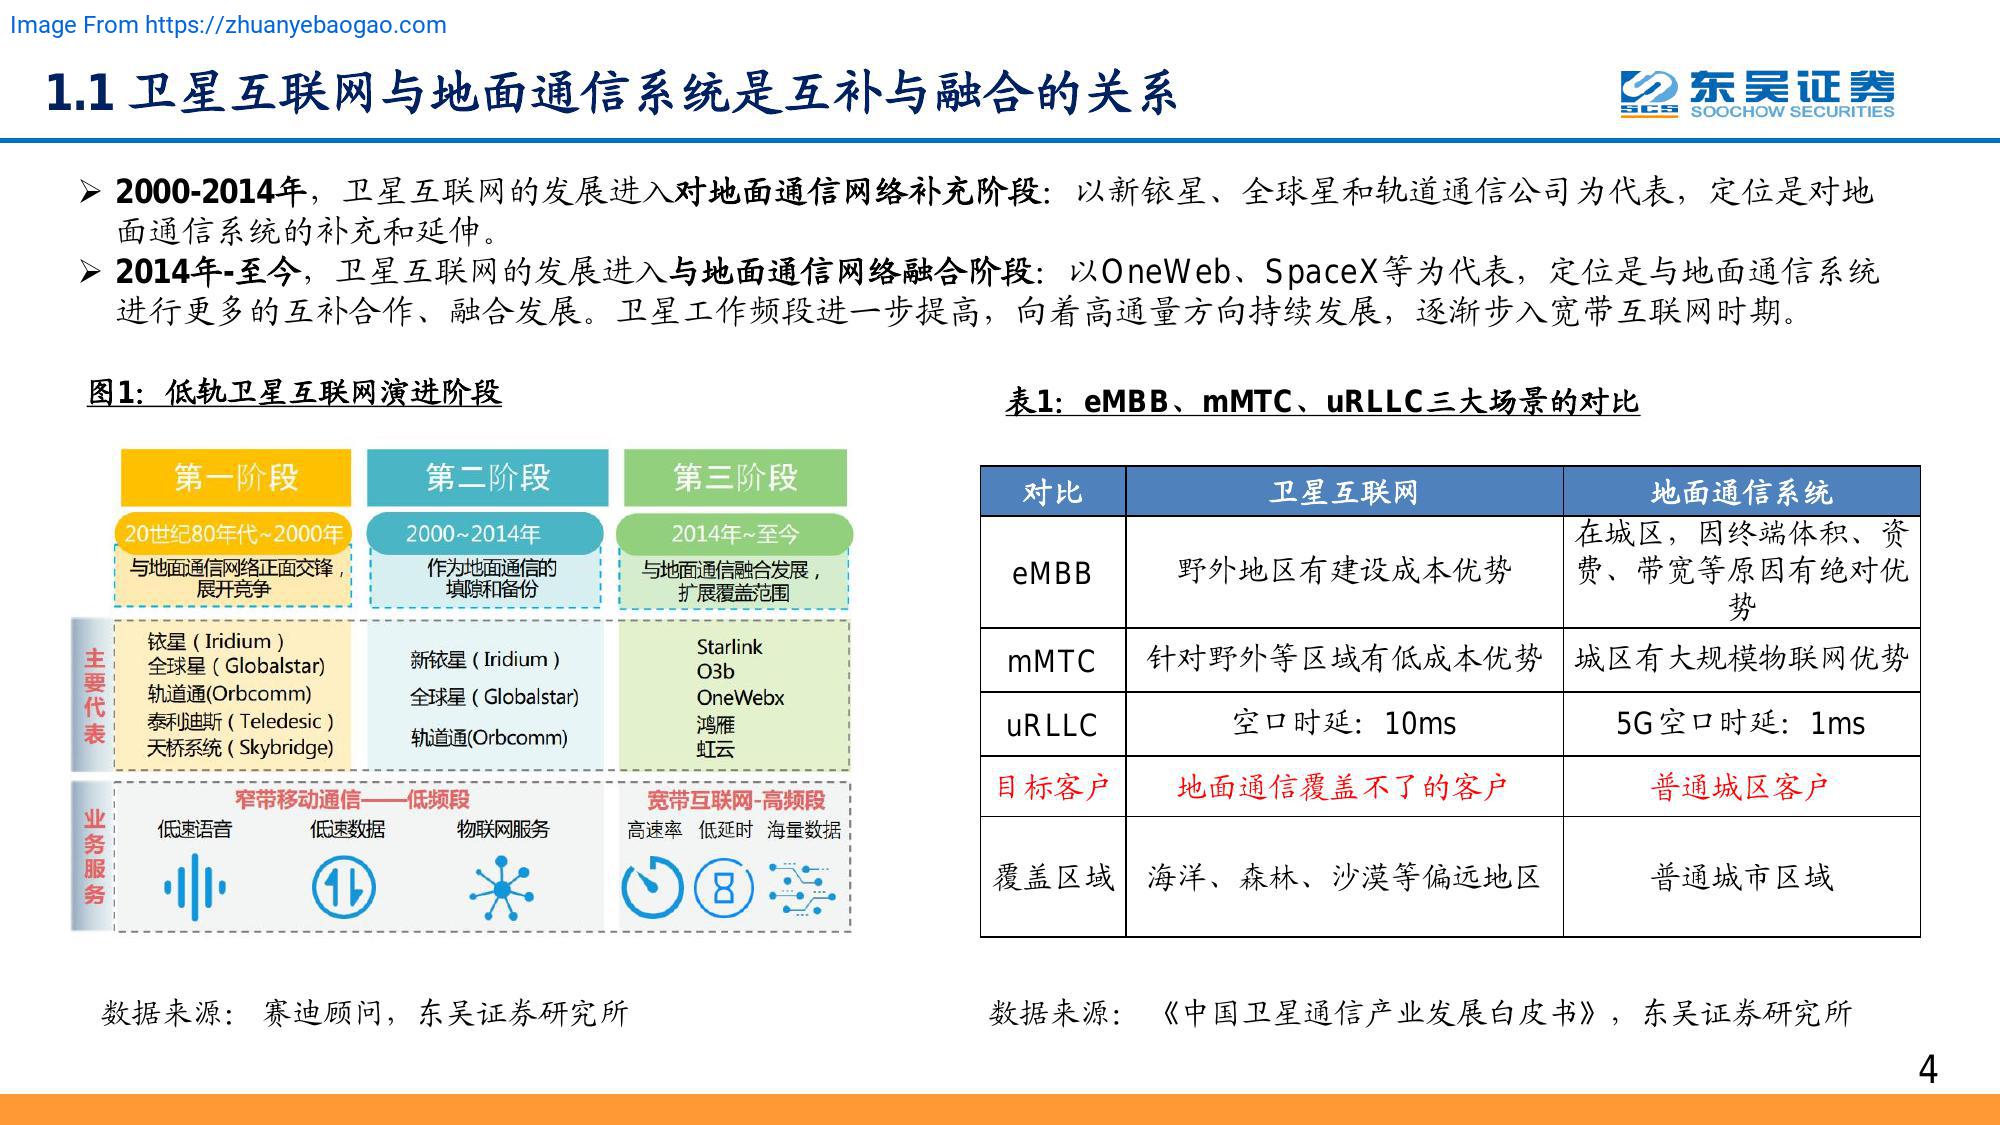 Image From https://zhuanyebaogao.com
1.1 卫星互联网与地面通信系统是互补与融合的关系
SCS 东吴证券
SOOCHOW SECURITIES
2000-2014年，卫星互联网的发展进入对地面通信网络补充阶段：以新铱星、全球星和轨道通信公司为代表，定位是对地
面通信系统的补充和延伸。
2014年-至今，卫星互联网的发展进入与地面通信网络融合阶段：以OneWeb、SpaceX等为代表，定位是与地面通信系统
进行更多的互补合作、融合发展。卫星工作频段进一步提高，向着高通量方向持续发展，逐渐步入宽带互联网时期。
图1：低轨卫星互联网演进阶段
第一阶段 第二阶段 第三阶段
20世纪80年代~2000年 2000~2014年 2014年~至今
与地面通信网络正面交锋，
展开竞争
作为地面通信的
填隙和备份
与地面通信融合发展，
扩展覆盖范围
主要代表
铱星（Iridium）
全球星（Globalstar)
轨道通(Orbcomm)
泰利迪斯（Teledesic）
天桥系统（Skybridge)
新铱星（Iridium）
全球星（Globalstar)
轨道通(Orbcomm)
Starlink
O3b
OneWebx
鸿雁
虹云
业务服务
窄带移动通信——低频段 宽带互联网-高频段
低速语音 低速数据 物联网服务 高速率 低延时 海量数据
表1：eMBB、mMTC、uRLLC三大场景的对比
对比 卫星互联网 地面通信系统
eMBB 野外地区有建设成本优势 在城区，因终端体积、资
费、带宽等原因有绝对优
势
mMTC 针对野外等区域有低成本优势 城区有大规模物联网优势
uRLLC 空口时延：10ms 5G空口时延：1ms
目标客户 地面通信覆盖不了的客户 普通城区客户
覆盖区域 海洋、森林、沙漠等偏远地区 普通城市区域
数据来源： 赛迪顾问，东吴证券研究所
数据来源： 《中国卫星通信产业发展白皮书》，东吴证券研究所
4